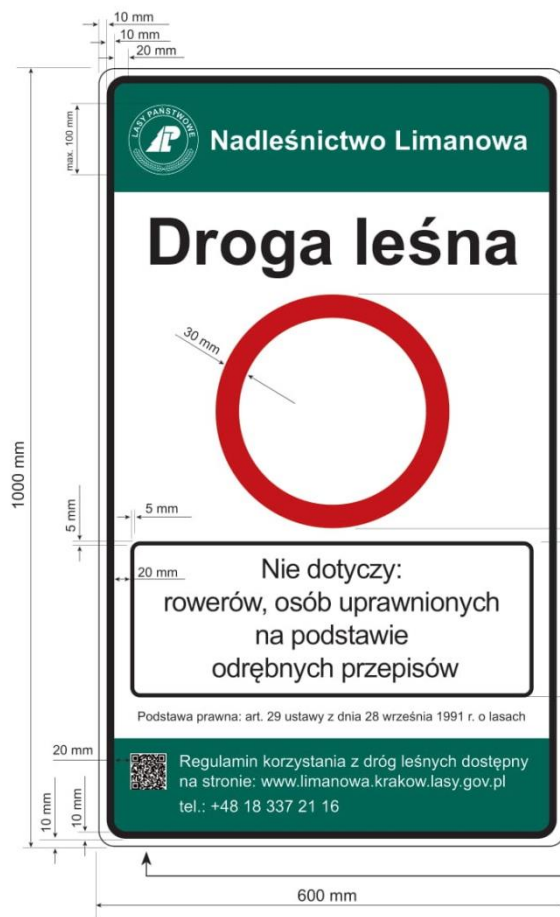 10 mm
10 mm
20 mm
max. 100 mm
LASY PAŃSTWOWE
Nadleśnictwo Limanowa
Droga leśna
30 mm
1000 mm
5 mm
5 mm
20 mm
Nie dotyczy:
rowerów, osób uprawnionych
na podstawie
odrębnych przepisów
Podstawa prawna: art. 29 ustawy z dnia 28 września 1991 r. o lasach
20 mm
Regulamin korzystania z dróg leśnych dostępny
na stronie: www.limanowa.krakow.lasy.gov.pl
tel.: +48 18 337 21 16
10 mm
10 mm
600 mm